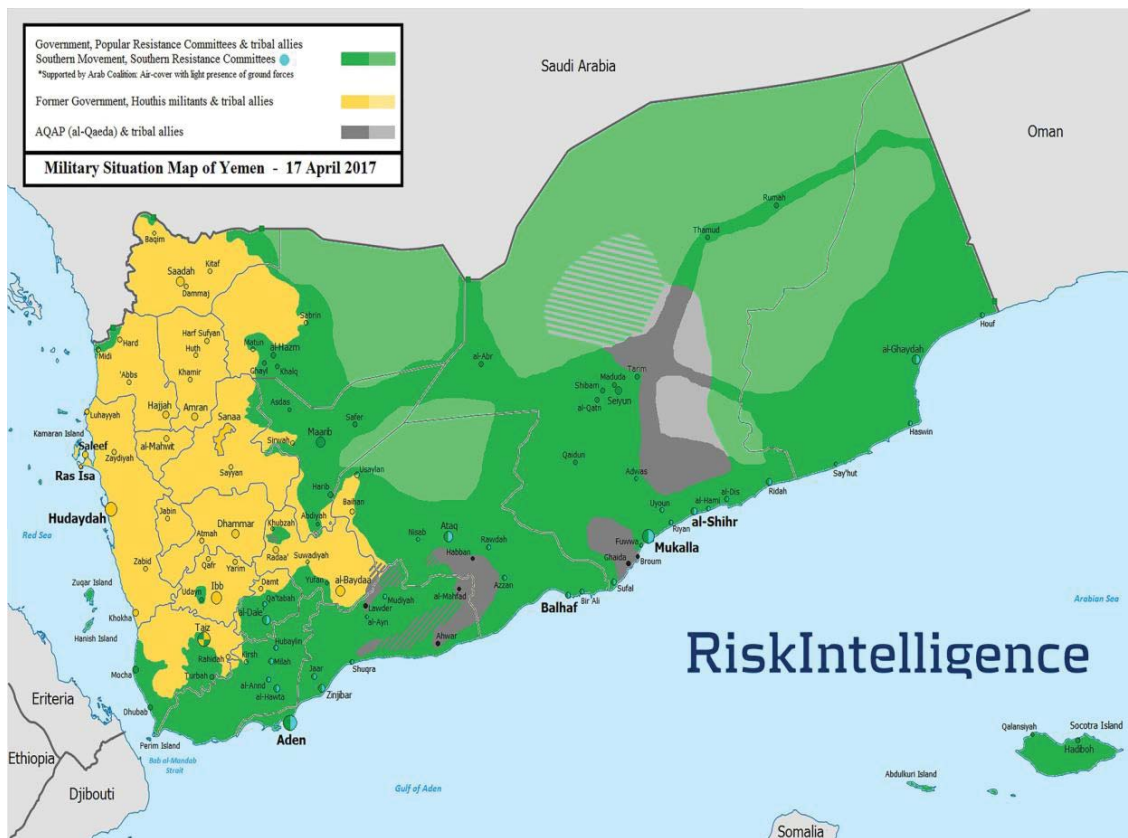 Government, Popular Resistance Committees & tribal allies
Southern Movement, Southern Resistance Committees
*Supported by Arab Coalition: Air-cover with light presence of ground forces
Former Government, Houthis militants & tribal allies
AQAP (al-Qaeda) & tribal allies
Military Situation Map of Yemen - 17 April 2017
Saudi Arabia
Oman
Rumah
Thamud
Baqim
Kitaf
Saadah
Dammaj
Sabrin
Houf
Harf Sufyan
Hard
Midi
Huth
Matun
al-Hazm
al-Ghaydah
Ghayl
Khalq
al-Abr
'Abbs
Khamir
Tarim
Maduda
Shibam
Seiyun
al-Qatn
Asdas
Luhayyah
Hajjah
Amran
Sanaa
Safer
Kamaran Island
Saleef
al-Mahwit
Sirwah
Maarib
Haswin
Zaydiyah
Ras Isa
Sayyan
Usaylan
Qaidun
Adwas
Say'hut
Harib
Ridah
Hudaydah
Jabin
Baihan
al-Dis
al-Hami
Uyoun
al-Shihr
Riyan
Red Sea
Dhammar
Khubzah
Abdiyah
Nisab
Ataq
Mukalla
Atmah
Radaa'
Rawdah
Fuwwa
Habban
Ghaida
Broum
Zabid
Qafr
Yarim
Suwadiyah
Zuqar Island
Udayn
Ibb
Damt
Yufan
al-Baydaa
Azzan
Sufal
Qa'tabah
Mudiyah
al-Mahfad
Balhaf
Bir Ali
Arabian Sea
Khokha
al-Dale'
Lawder
al-Ayn
Hanish Island
Taiz
Ahwar
Hubaylin
Rahidah
Kirsh
Milah
Shuqra
RiskIntelligence
Mocha
Turbah
al-Annd
Jaar
al-Hawta
Zinjibar
Eriteria
Dhubab
Aden
Perim Island
Qalansiyah
Socotra Island
Hadiboh
Ethiopia
Bab al-Mandab
Strait
Abdulkuri Island
Djibouti
Gulf of Aden
Somalia